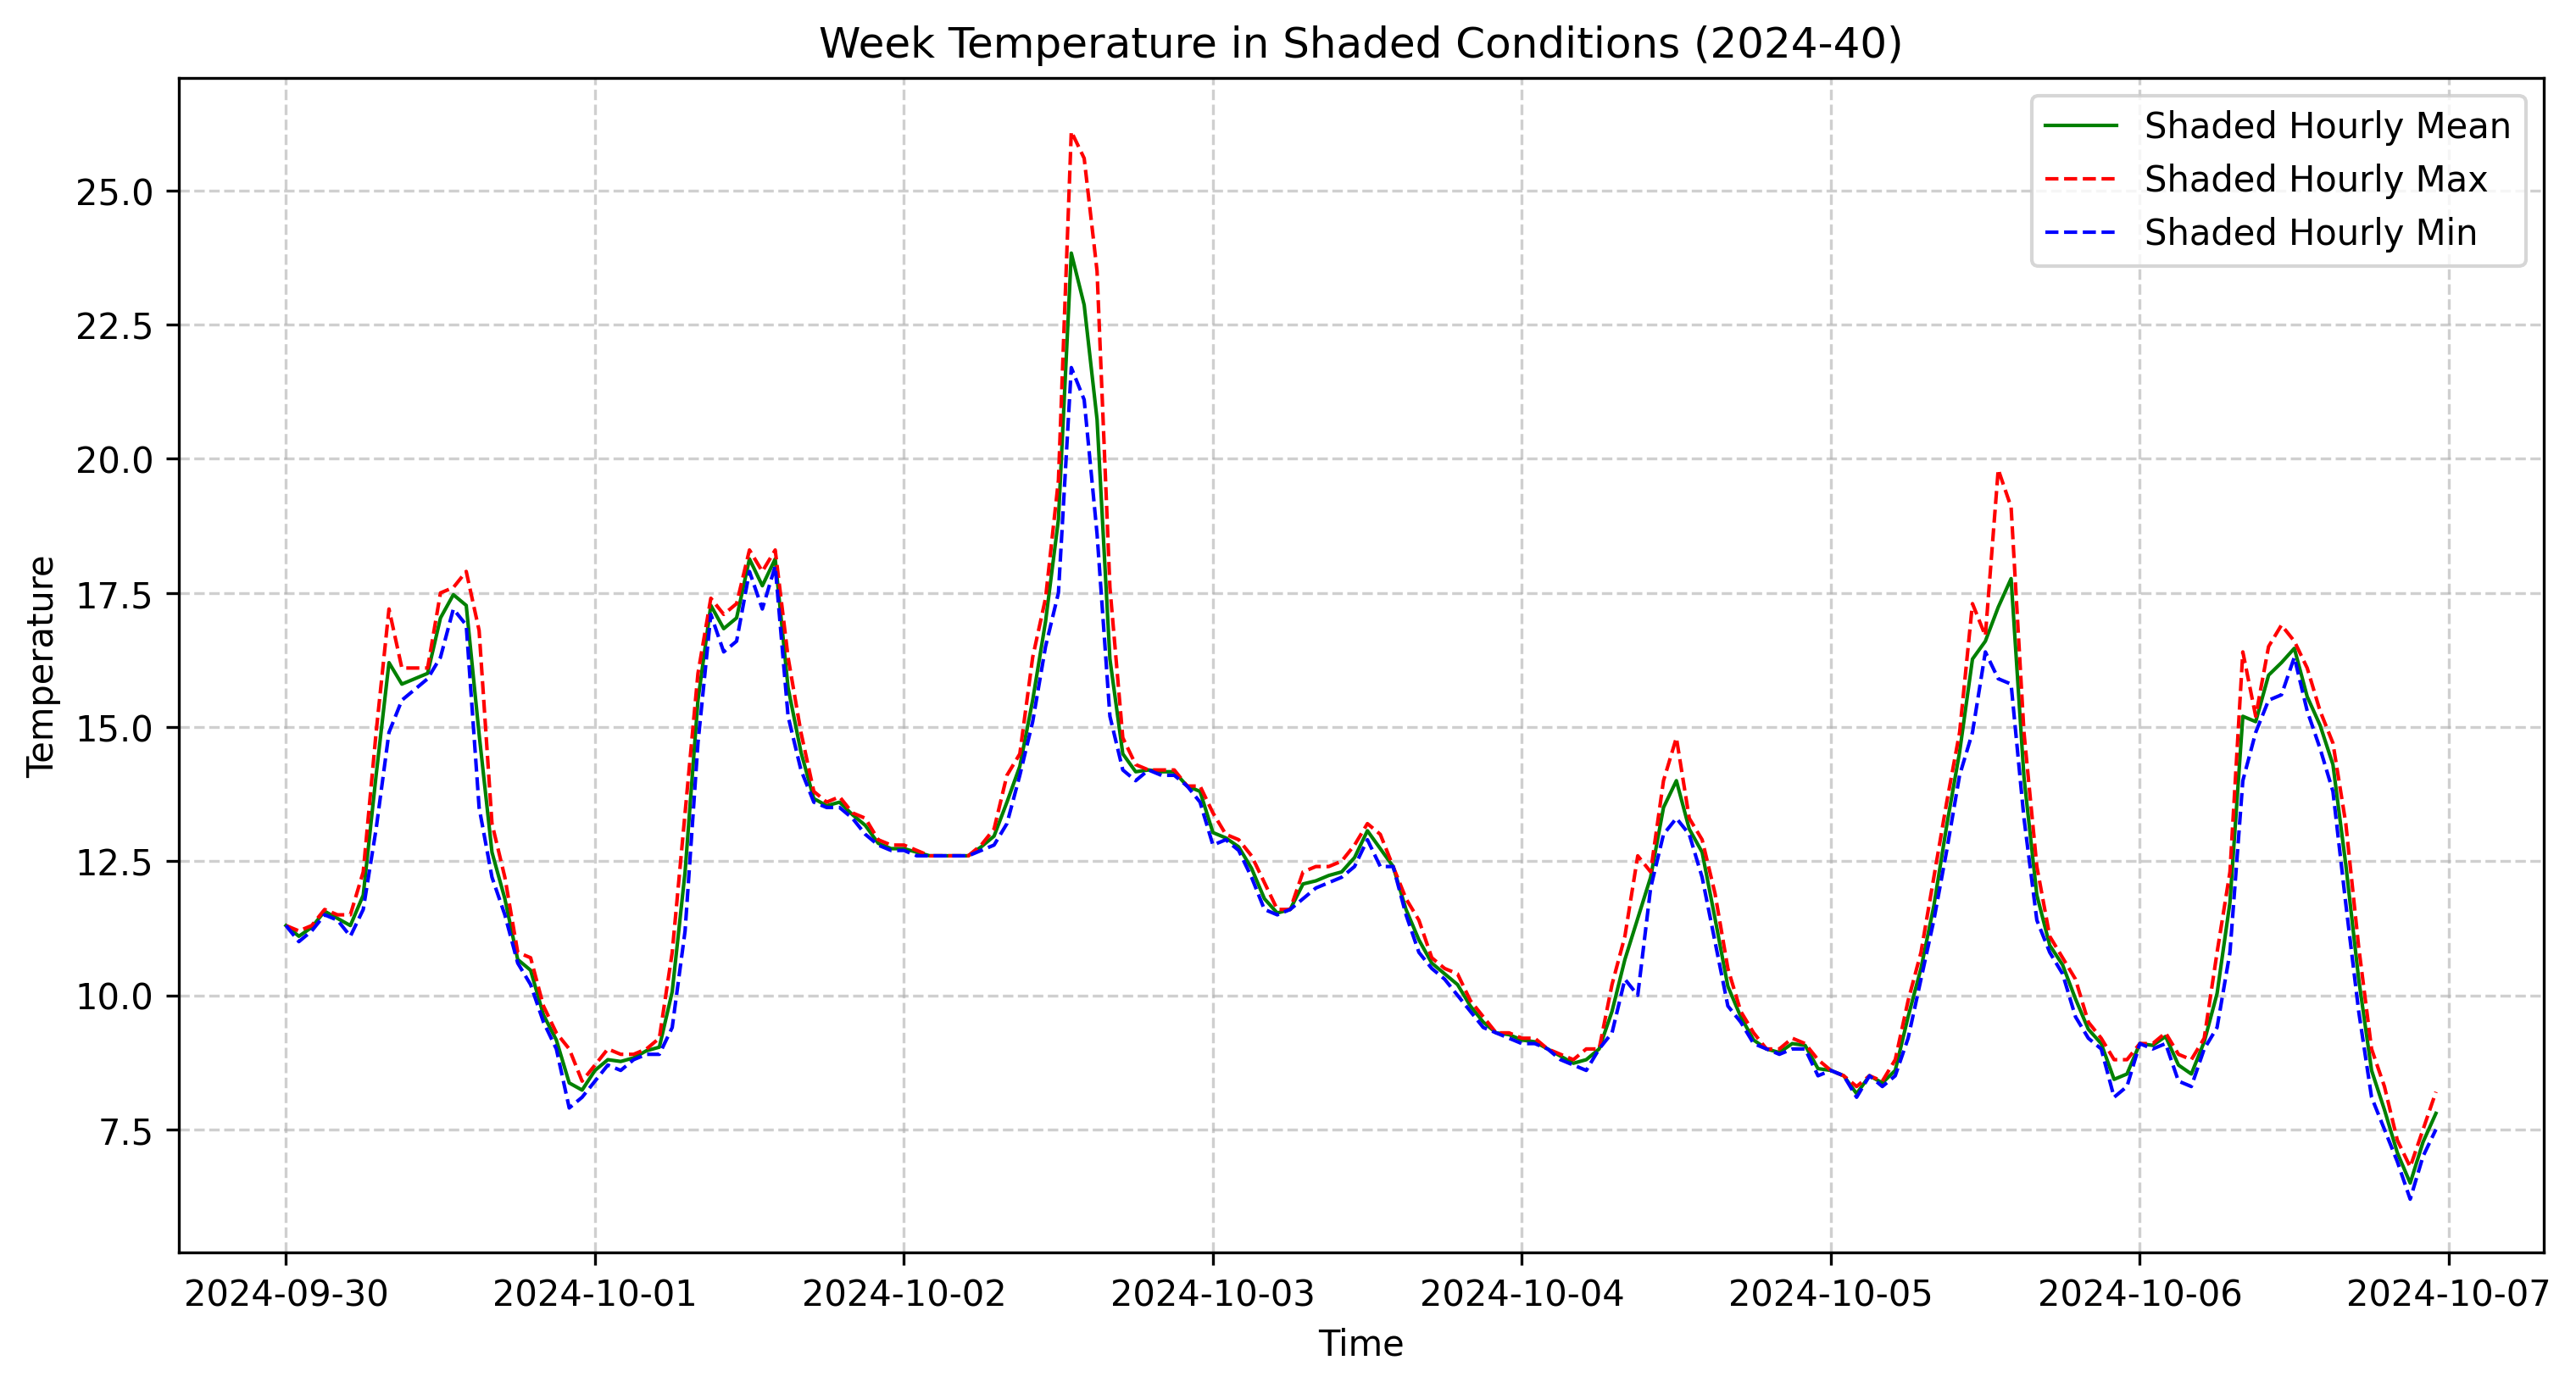 Week Temperature in Shaded Conditions (2024-40)
Shaded Hourly Mean
Shaded Hourly Max
Shaded Hourly Min
25.0
22.5
20.0
17.5
15.0
12.5
10.0
7.5
Temperature
2024-09-30 2024-10-01 2024-10-02 2024-10-03 2024-10-04 2024-10-05 2024-10-06 2024-10-07
Time